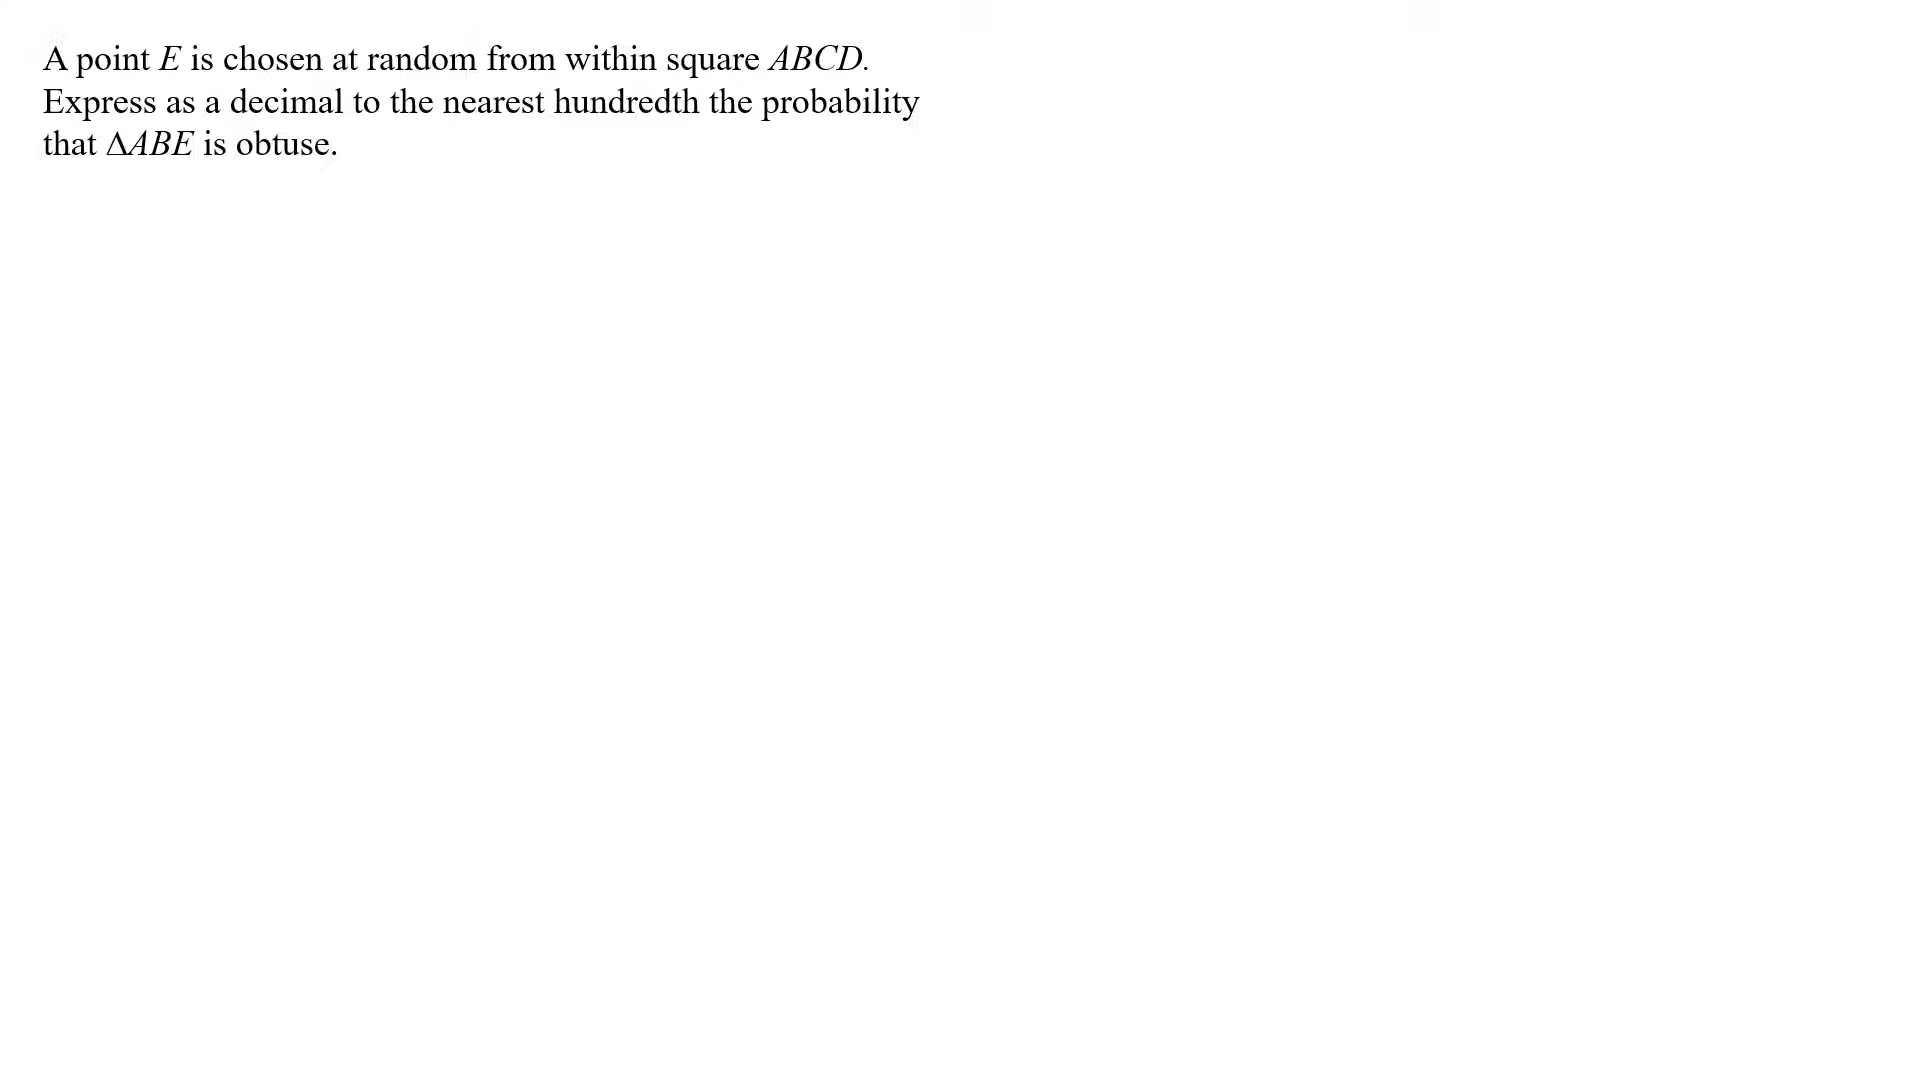 A point E is chosen at random from within square ABCD.
Express as a decimal to the nearest hundredth the probability
that ΔABE is obtuse.